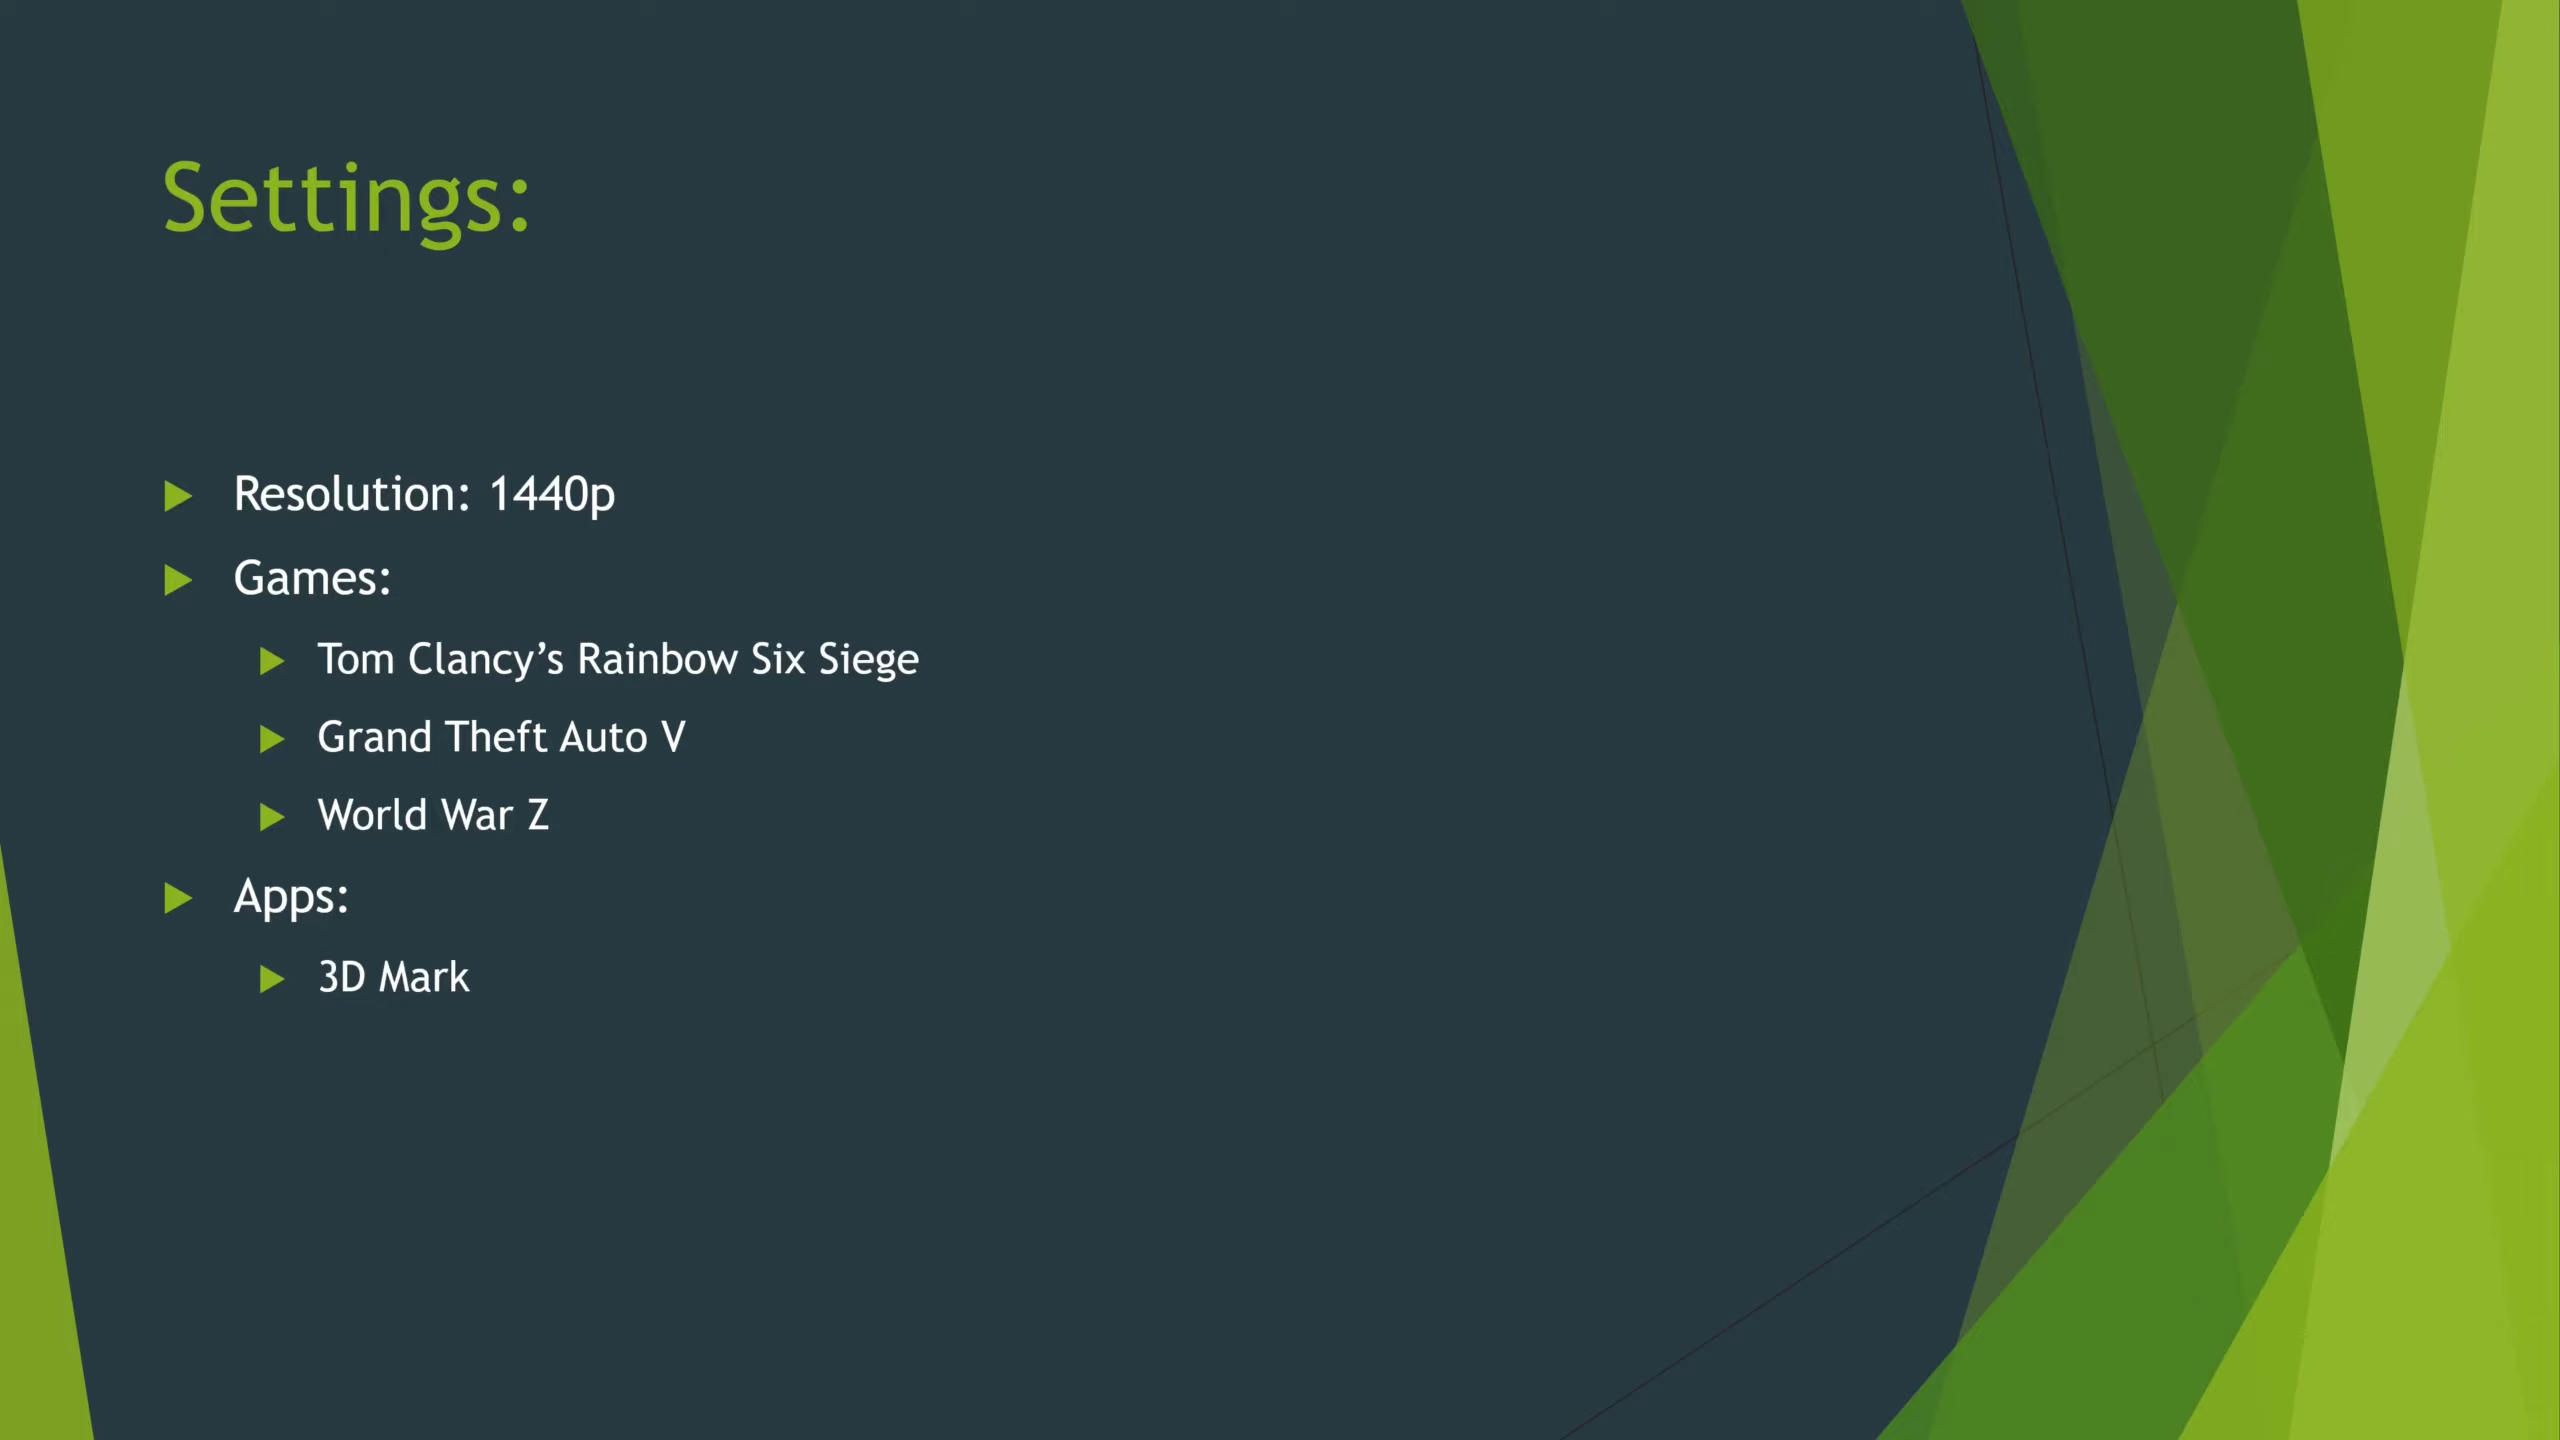 Settings:
Resolution: 1440p
Games:
Tom Clancy’s Rainbow Six Siege
Grand Theft Auto V
World War Z
Apps:
3D Mark